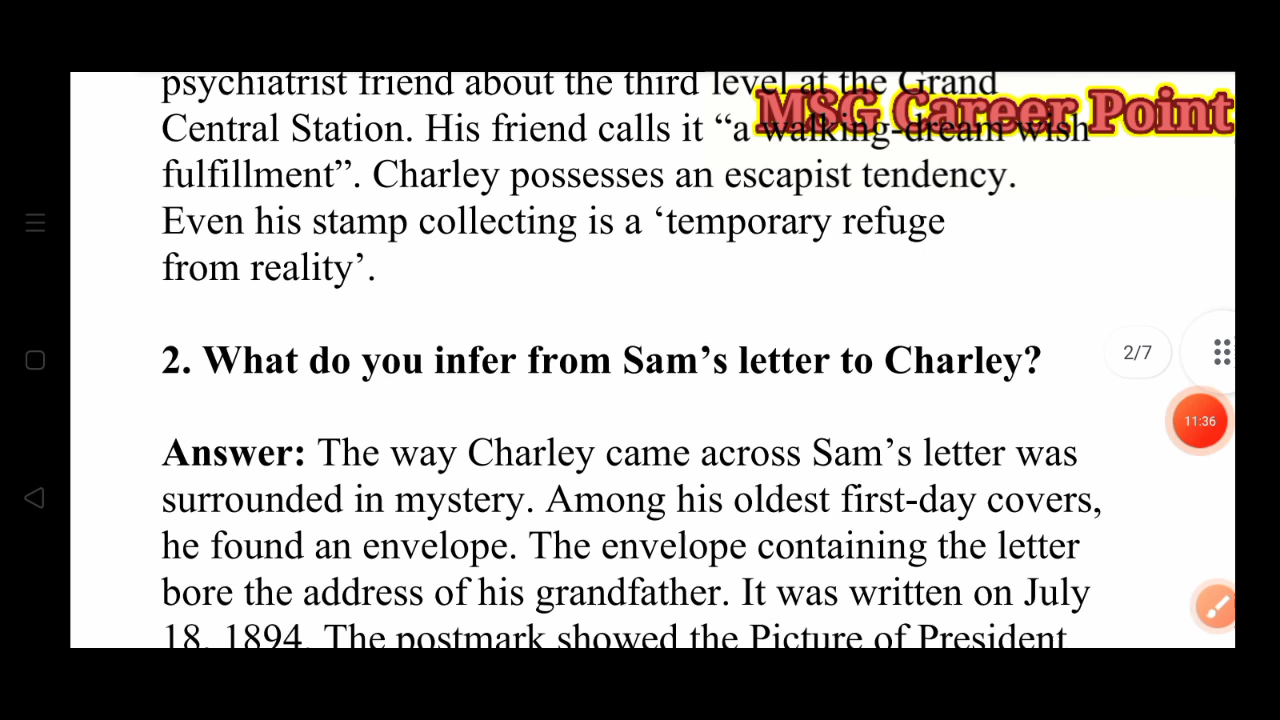 psychiatrist friend about the third level at the Grand
MSG Career Point
Central Station. His friend calls it “a walking-dream wish
fulfillment”. Charley possesses an escapist tendency.
Even his stamp collecting is a ‘temporary refuge
from reality’.
2. What do you infer from Sam’s letter to Charley?
2/7
11:36
Answer: The way Charley came across Sam’s letter was
surrounded in mystery. Among his oldest first-day covers,
he found an envelope. The envelope containing the letter
bore the address of his grandfather. It was written on July
18, 1894. The postmark showed the Picture of President